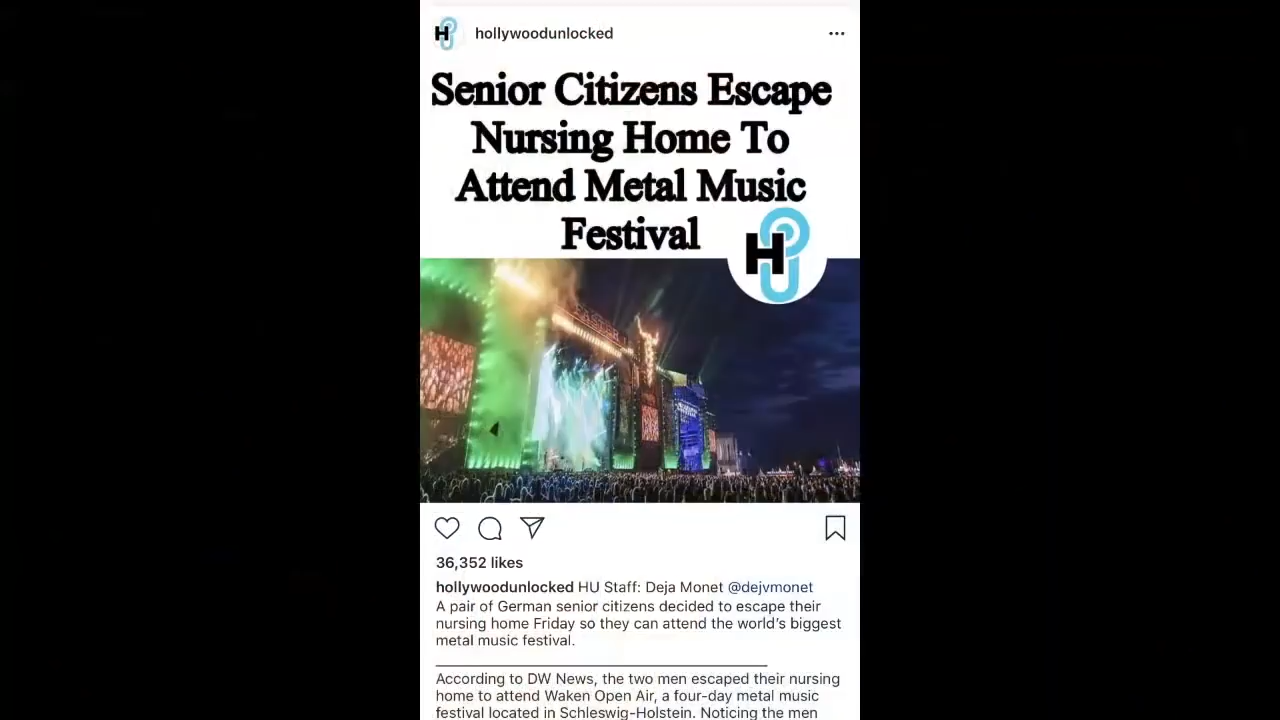 hollywoodunlocked
Senior Citizens Escape
Nursing Home To
Attend Metal Music
Festival
H
36,352 likes
hollywoodunlocked HU Staff: Deja Monet @dejvmonet
A pair of German senior citizens decided to escape their
nursing home Friday so they can attend the world's biggest
metal music festival.
According to DW News, the two men escaped their nursing
home to attend Waken Open Air, a four-day metal music
festival located in Schleswig-Holstein. Noticing the men